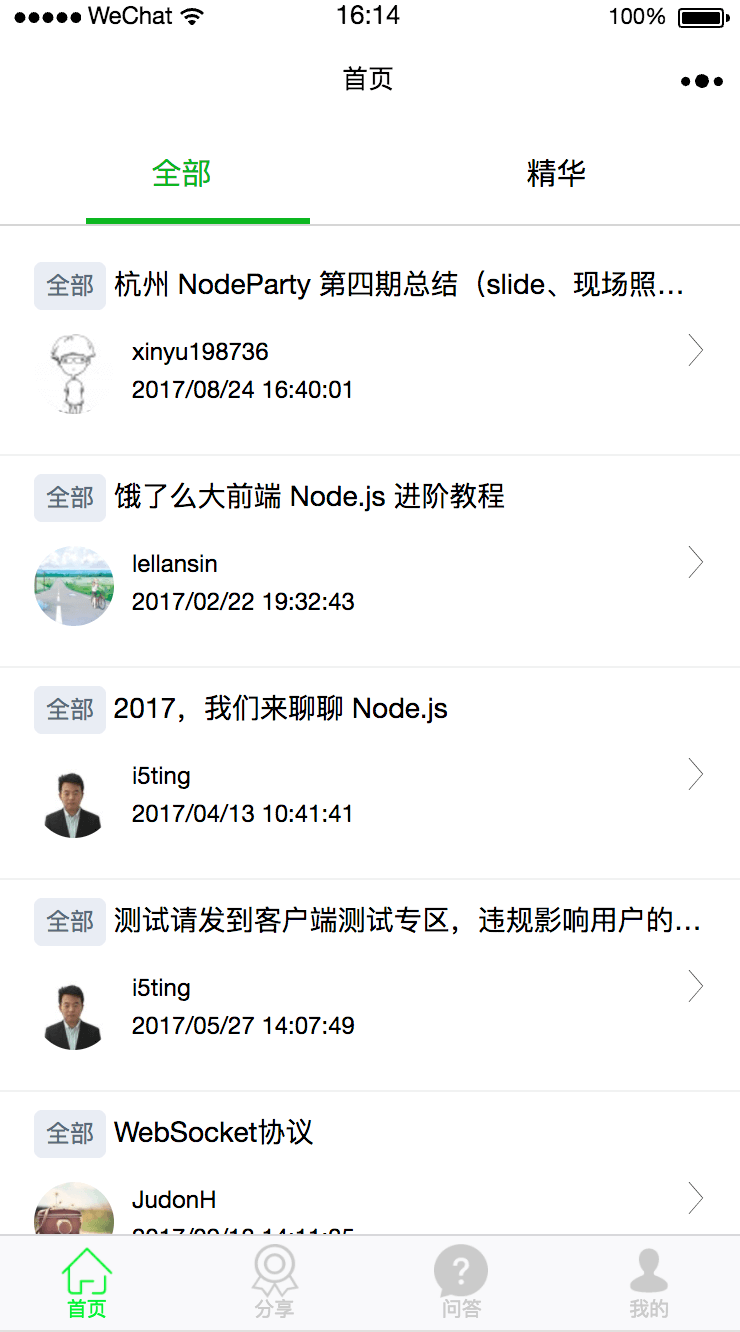 WeChat 16:14 100%
首页
全部 精华
全部 杭州 NodeParty 第四期总结（slide、现场照…
xinyu198736
2017/08/24 16:40:01
全部 饿了么大前端 Node.js 进阶教程
lellansin
2017/02/22 19:32:43
全部 2017，我们来聊聊 Node.js
i5ting
2017/04/13 10:41:41
全部 测试请发到客户端测试专区，违规影响用户的…
i5ting
2017/05/27 14:07:49
全部 WebSocket协议
JudonH
首页 分享 问答 我的